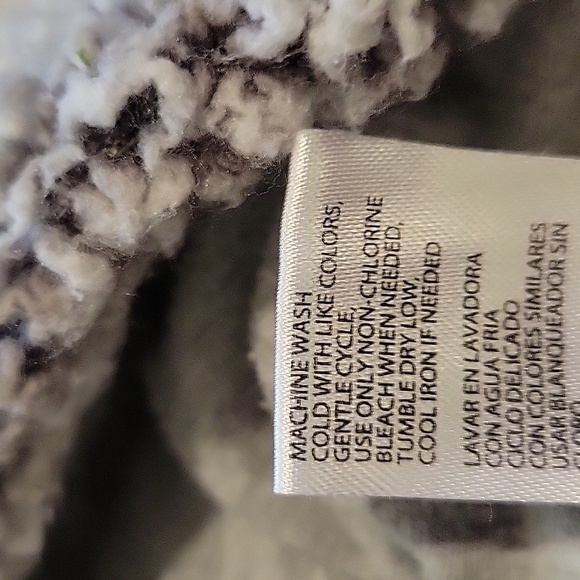 MACHINE WASH
COLD WITH LIKE COLORS,
GENTLE CYCLE,
USE ONLY NON-CHLORINE
BLEACH WHEN NEEDED,
TUMBLE DRY LOW,
COOL IRON IF NEEDED
LAVAR EN LAVADORA
CON AGUA FRIA
CICLO DELICADO
CON COLORES SIMILARES
USAR BLANQUEADOR SIN